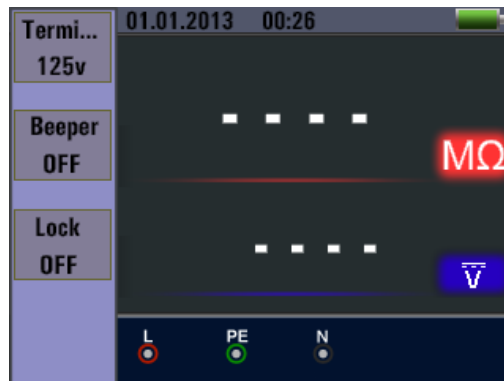 01.01.2013 00:26
Termi...
125v
Beeper
OFF
Lock
OFF
- - - -
MΩ
- - - -
V
L PE N